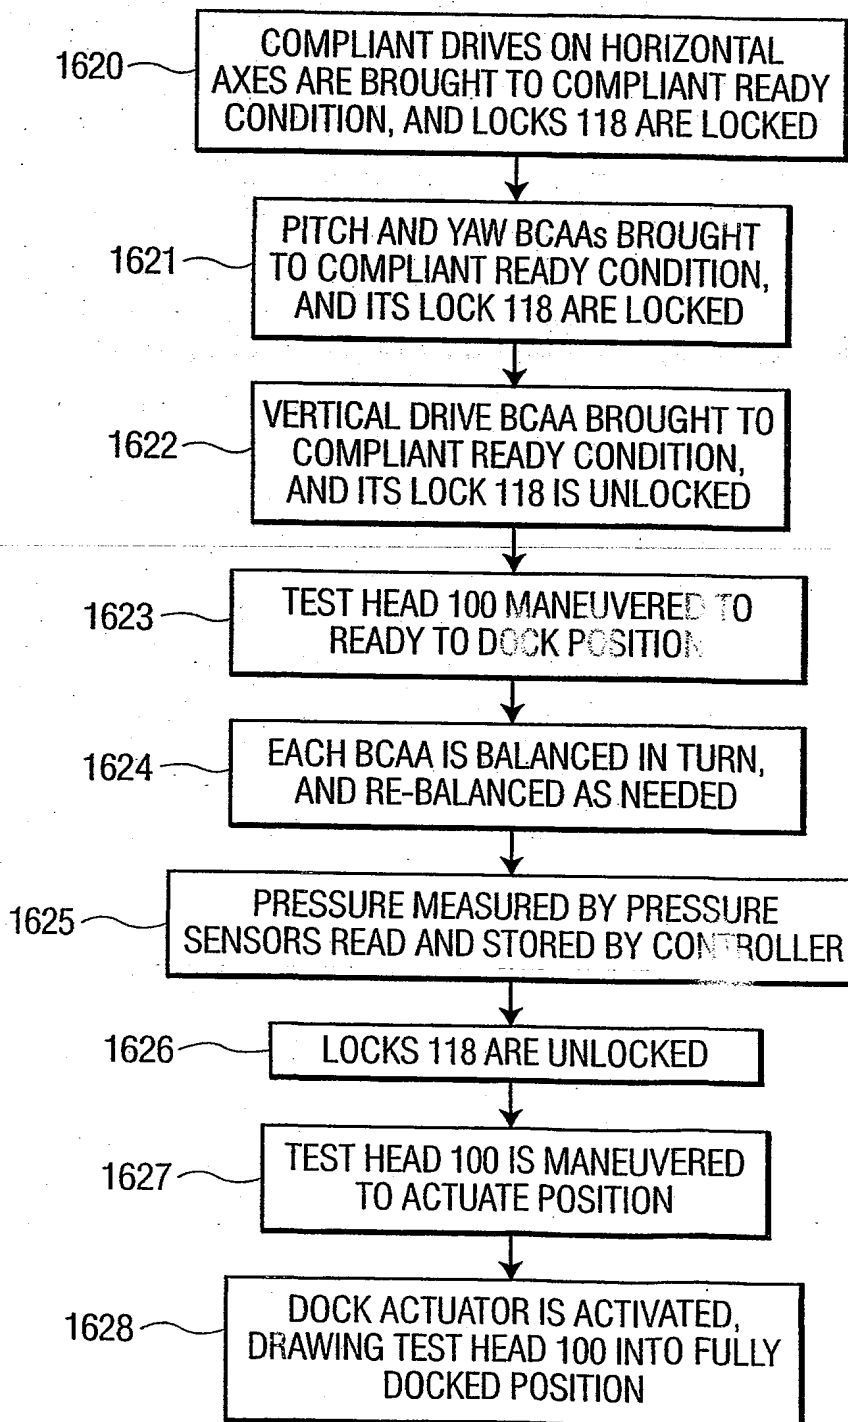 1620
COMPLIANT DRIVES ON HORIZONTAL
AXES ARE BROUGHT TO COMPLIANT READY
CONDITION, AND LOCKS 118 ARE LOCKED
1621
PITCH AND YAW BCAAs BROUGHT
TO COMPLIANT READY CONDITION,
AND ITS LOCK 118 ARE LOCKED
1622
VERTICAL DRIVE BCAA BROUGHT TO
COMPLIANT READY CONDITION,
AND ITS LOCK 118 IS UNLOCKED
1623
TEST HEAD 100 MANEUVERED TO
READY TO DOCK POSITION
1624
EACH BCAA IS BALANCED IN TURN,
AND RE-BALANCED AS NEEDED
1625
PRESSURE MEASURED BY PRESSURE
SENSORS READ AND STORED BY CONTROLLER
1626
LOCKS 118 ARE UNLOCKED
1627
TEST HEAD 100 IS MANEUVERED
TO ACTUATE POSITION
1628
DOCK ACTUATOR IS ACTIVATED,
DRAWING TEST HEAD 100 INTO FULLY
DOCKED POSITION